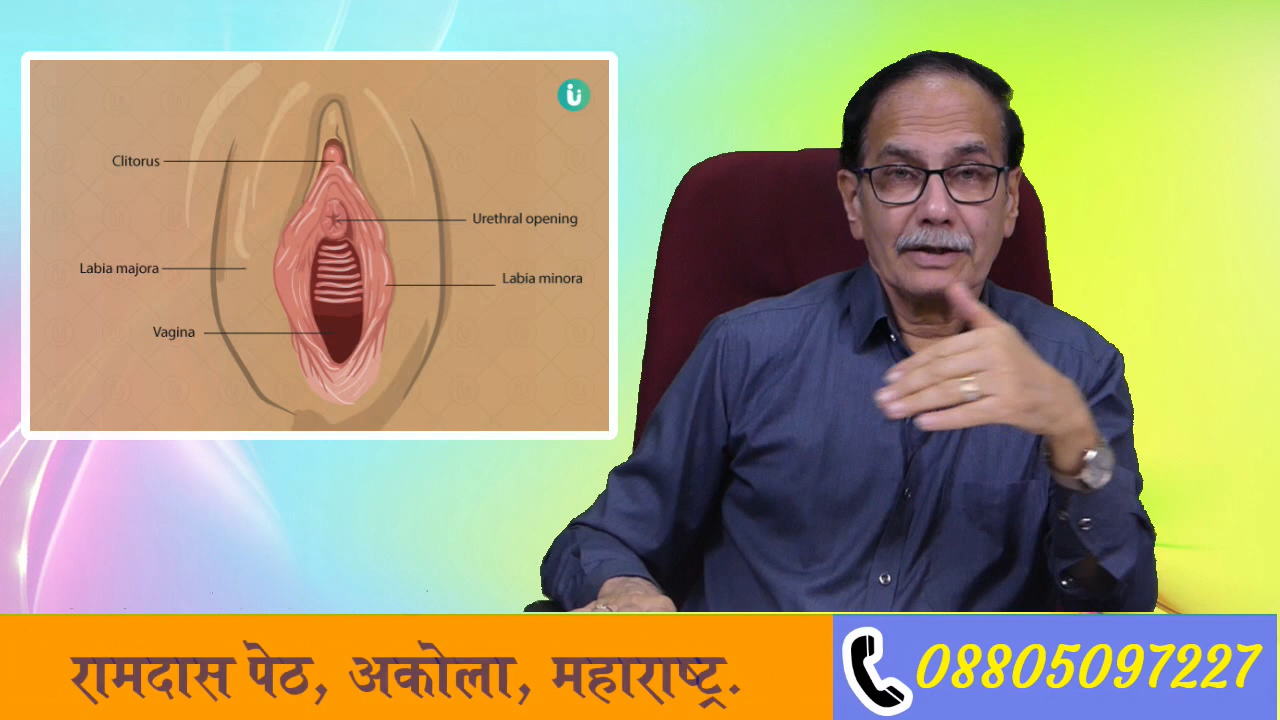 Clitorus
Urethral opening
Labia majora
Labia minora
Vagina
रामदास पेठ, अकोला, महाराष्ट्र.
08805097227